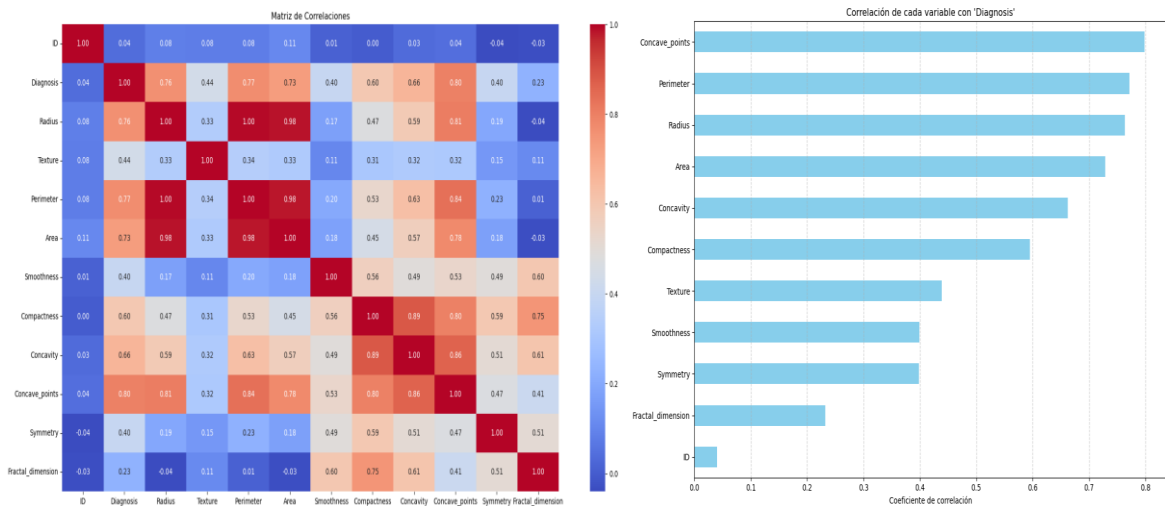 Matriz de Correlaciones
ID 1.00 0.04 0.08 0.08 0.08 0.11 0.01 0.00 0.03 0.04 -0.04 -0.03
Diagnosis 0.04 1.00 0.76 0.44 0.77 0.73 0.40 0.60 0.66 0.80 0.40 0.23
Radius 0.08 0.76 1.00 0.33 1.00 0.98 0.17 0.47 0.59 0.81 0.19 -0.04
Texture 0.08 0.44 0.33 1.00 0.34 0.33 0.11 0.31 0.32 0.32 0.15 0.11
Perimeter 0.08 0.77 1.00 0.34 1.00 0.98 0.20 0.53 0.63 0.84 0.23 0.01
Area 0.11 0.73 0.98 0.33 0.98 1.00 0.18 0.45 0.57 0.78 0.18 -0.03
Smoothness 0.01 0.40 0.17 0.11 0.20 0.18 1.00 0.56 0.49 0.53 0.49 0.60
Compactness 0.00 0.60 0.47 0.31 0.53 0.45 0.56 1.00 0.89 0.80 0.59 0.75
Concavity 0.03 0.66 0.59 0.32 0.63 0.57 0.49 0.89 1.00 0.86 0.51 0.61
Concave_points 0.04 0.80 0.81 0.32 0.84 0.78 0.53 0.80 0.86 1.00 0.47 0.41
Symmetry -0.04 0.40 0.19 0.15 0.23 0.18 0.49 0.59 0.51 0.47 1.00 0.51
Fractal_dimension -0.03 0.23 -0.04 0.11 0.01 -0.03 0.60 0.75 0.61 0.41 0.51 1.00
ID Diagnosis Radius Texture Perimeter Area Smoothness Compactness Concavity Concave_points Symmetry Fractal_dimension
1.0
0.8
0.6
0.4
0.2
0.0
Correlación de cada variable con 'Diagnosis'
Concave_points
Perimeter
Radius
Area
Concavity
Compactness
Texture
Smoothness
Symmetry
Fractal_dimension
ID
0.0 0.1 0.2 0.3 0.4 0.5 0.6 0.7 0.8
Coeficiente de correlación